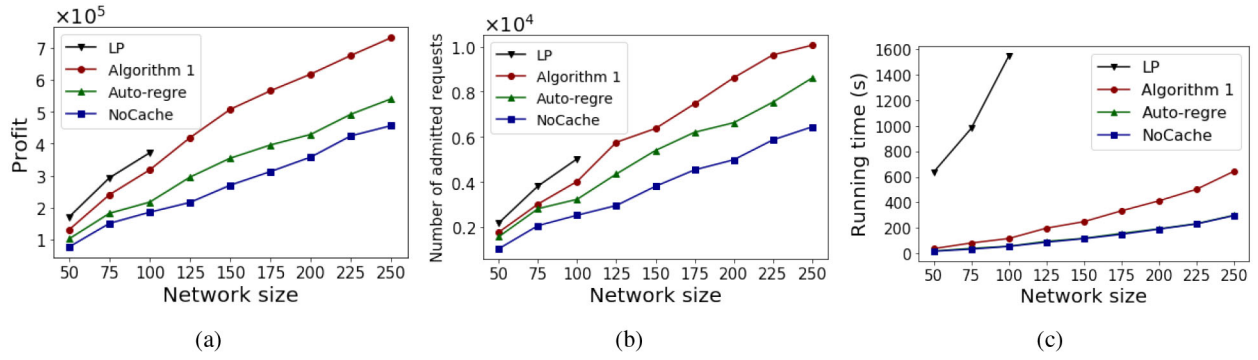 ×10⁵
Profit
7
6
5
4
3
2
1
LP
Algorithm 1
Auto-regre
NoCache
50 75 100 125 150 175 200 225 250
Network size
(a)
×10⁴
Number of admitted requests
1.0
0.8
0.6
0.4
0.2
LP
Algorithm 1
Auto-regre
NoCache
50 75 100 125 150 175 200 225 250
Network size
(b)
Running time (s)
1600
1400
1200
1000
800
600
400
200
0
LP
Algorithm 1
Auto-regre
NoCache
50 75 100 125 150 175 200 225 250
Network size
(c)